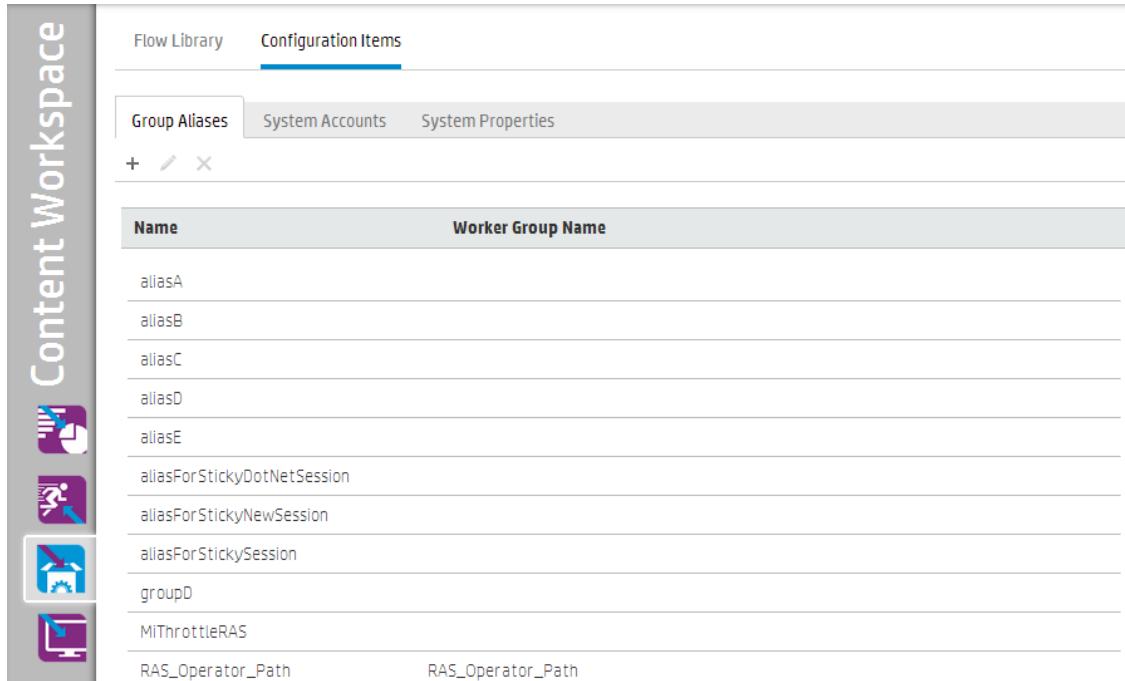 Content Workspace
Flow Library Configuration Items
Group Aliases System Accounts System Properties
Name Worker Group Name
aliasA
aliasB
aliasC
aliasD
aliasE
aliasForStickyDotNetSession
aliasForStickyNewSession
aliasForStickySession
groupD
MiThrottleRAS
RAS_Operator_Path RAS_Operator_Path